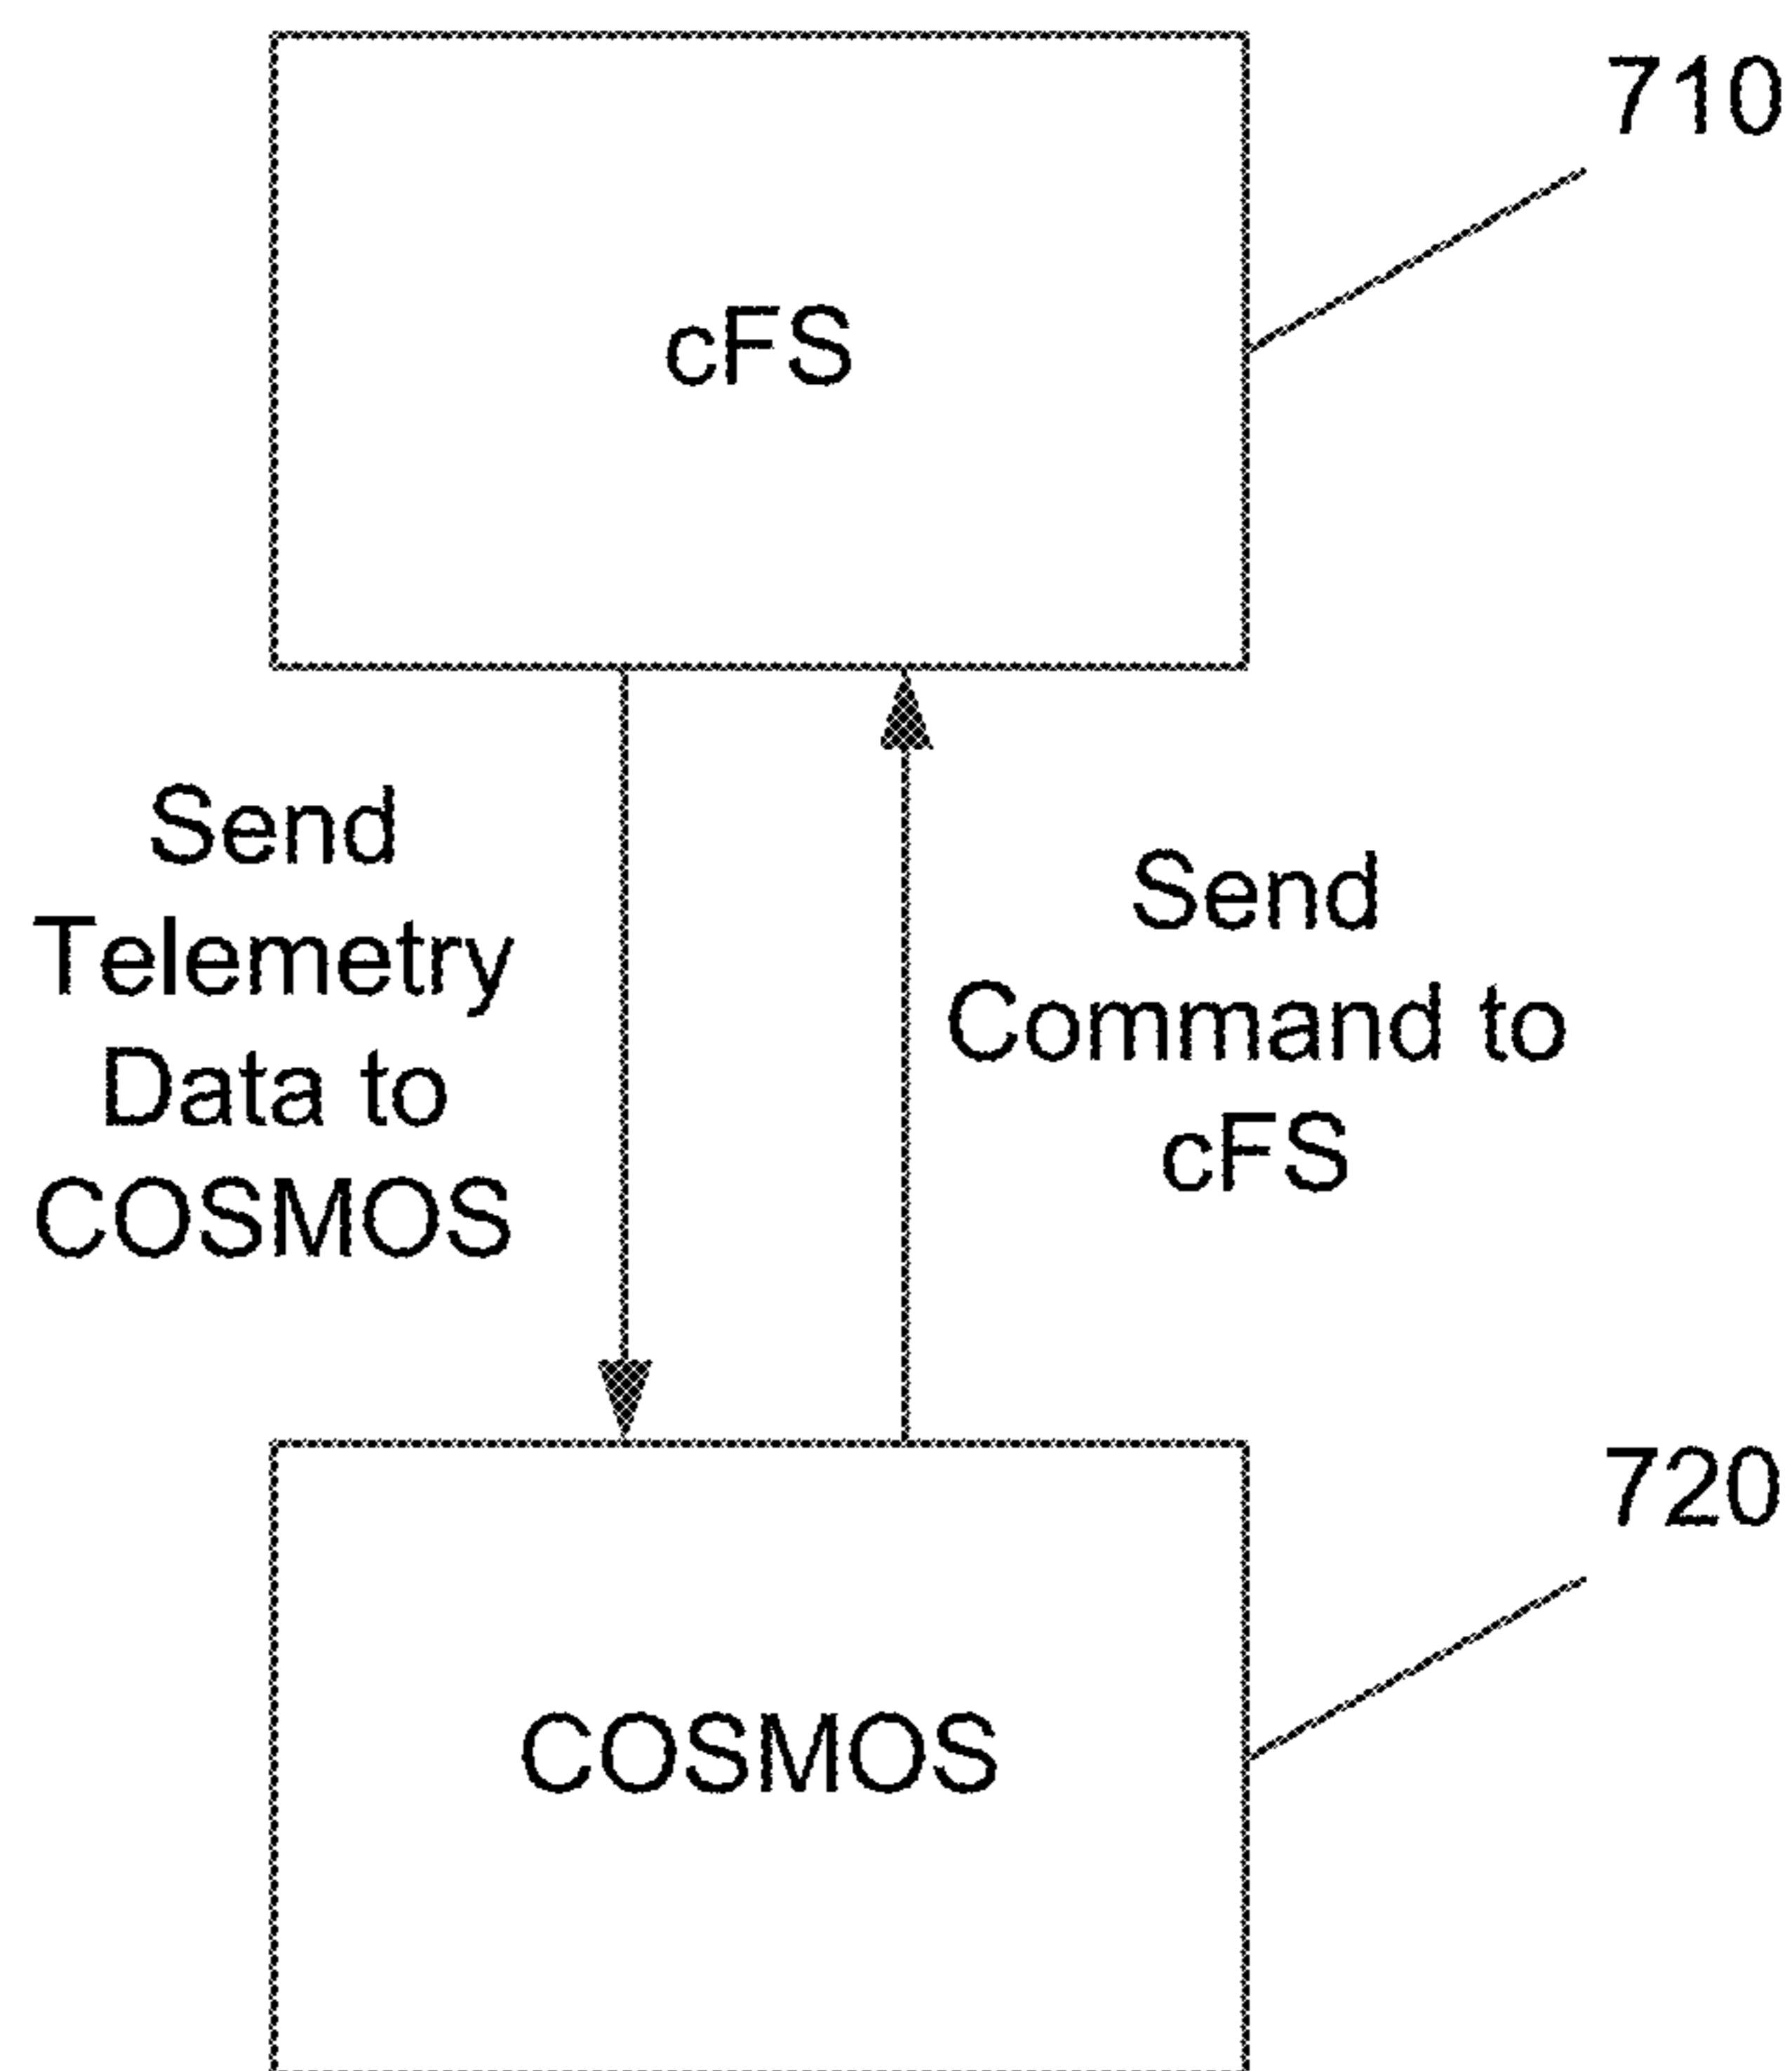 710
cFS
Send
Telemetry
Data to
COSMOS
Send
Command to
cFS
720
COSMOS